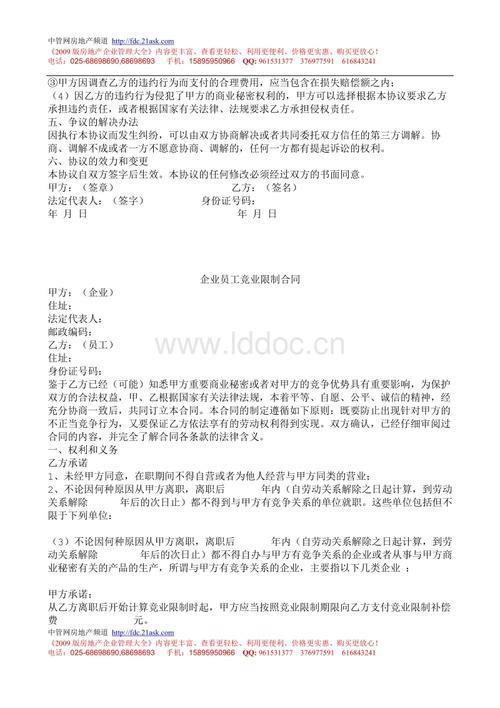 中管网房地产频道 http://fdc.21ask.com
《2009版房地产企业管理大全》内容更丰富、查看更轻松、利用更便利、价格更实惠、购买更放心！
电话：025-68698690,68698693 手机：15895950966 QQ: 961531377 376977591 616843241
③甲方因调查乙方的违约行为而支付的合理费用，应当包含在损失赔偿额之内；
（4）因乙方的违约行为侵犯了甲方的商业秘密权利的，甲方可以选择根据本协议要求乙方
承担违约责任，或者根据国家有关法律、法规要求乙方承担侵权责任。
五、争议的解决办法
因执行本协议而发生纠纷，可以由双方协商解决或者共同委托双方信任的第三方调解。协
商、调解不成或者一方不愿意协商、调解的，任何一方都有提起诉讼的权利。
六、协议的效力和变更
本协议自双方签字后生效。本协议的任何修改必须经过双方的书面同意。
甲方：（签章） 乙方：（签名）
法定代表人：（签字） 身份证号码：
年 月 日 年 月 日
企业员工竞业限制合同
甲方：（企业）
住址：
法定代表人：
邮政编码：
www.lddoc.cn
乙方：（员工）
住址：
身份证号码：
鉴于乙方已经（可能）知悉甲方重要商业秘密或者对甲方的竞争优势具有重要影响，为保护
双方的合法权益，甲、乙根据国家有关法律法规，本着平等、自愿、公平、诚信的精神，经
充分协商一致后，共同订立本合同。本合同的制定遵循如下原则：既要防止出现针对甲方的
不正当竞争行为，又要保证乙方依法享有的劳动权利得到实现。双方确认，已经仔细审阅过
合同的内容，并完全了解合同各条款的法律含义。
一、权利和义务
乙方承诺
1、未经甲方同意，在职期间不得自营或者为他人经营与甲方同类的营业；
2、不论因何种原因从甲方离职，离职后 年内（自劳动关系解除之日起计算，到劳
动关系解除 年后的次日止）都不得到与甲方有竞争关系的单位就职。这些单位包括但不
限于下列单位：
（3）不论因何种原因从甲方离职，离职后 年内（自劳动关系解除之日起计算，到劳
动关系解除 年后的次日止）都不得自办与甲方有竞争关系的企业或者从事与甲方商
业秘密有关的产品的生产，所谓与甲方有竞争关系的企业，主要指以下几类企业 ；
甲方承诺：
从乙方离职后开始计算竞业限制时起，甲方应当按照竞业限制期限向乙方支付竞业限制补偿
费 元。
中管网房地产频道 http://fdc.21ask.com
《2009版房地产企业管理大全》内容更丰富、查看更轻松、利用更便利、价格更实惠、购买更放心！
电话：025-68698690,68698693 手机：15895950966 QQ: 961531377 376977591 616843241